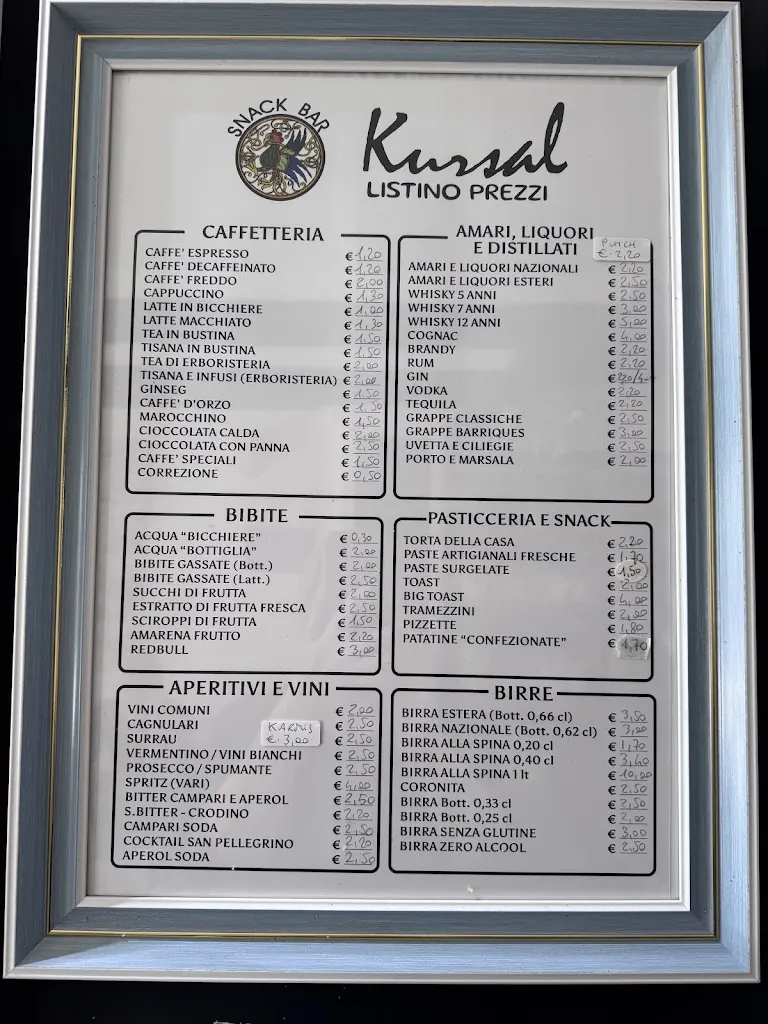 SNACK BAR
Kursal
LISTINO PREZZI
CAFFETTERIA
CAFFE' ESPRESSO € 1,20
CAFFE' DECAFFEINATO € 1,20
CAFFE' FREDDO € 2,00
CAPPUCCINO € 1,30
LATTE IN BICCHIERE € 1,00
LATTE MACCHIATO € 1,30
TEA IN BUSTINA € 1,50
TISANA IN BUSTINA € 1,50
TEA DI ERBORISTERIA € 2,00
TISANA E INFUSI (ERBORISTERIA) € 2,00
GINSEG € 1,50
CAFFE' D'ORZO € 1,50
MAROCCHINO € 1,50
CIOCCOLATA CALDA € 2,00
CIOCCOLATA CON PANNA € 2,50
CAFFE' SPECIALI € 1,50
CORREZIONE € 0,50
AMARI, LIQUORI
E DISTILLATI
PUNCH
€ 2,20
AMARI E LIQUORI NAZIONALI € 2,20
AMARI E LIQUORI ESTERI € 2,50
WHISKY 5 ANNI € 2,50
WHISKY 7 ANNI € 3,00
WHISKY 12 ANNI € 5,00
COGNAC € 4,00
BRANDY € 2,20
RUM € 2,20
GIN € 2,20/4
VODKA € 2,20
TEQUILA € 2,20
GRAPPE CLASSICHE € 2,50
GRAPPE BARRIQUES € 3,00
UVETTA E CILIEGIE € 2,50
PORTO E MARSALA € 2,00
BIBITE
ACQUA “BICCHIERE” € 0,30
ACQUA “BOTTIGLIA” € 2,00
BIBITE GASSATE (Bott.) € 2,00
BIBITE GASSATE (Latt.) € 2,50
SUCCHI DI FRUTTA € 2,00
ESTRATTO DI FRUTTA FRESCA € 2,50
SCIROPPI DI FRUTTA € 1,50
AMARENA FRUTTO € 2,20
REDBULL € 3,00
PASTICCERIA E SNACK
TORTA DELLA CASA € 2,20
PASTE ARTIGIANALI FRESCHE € 1,70
PASTE SURGELATE € 1,50
TOAST € 2,00
BIG TOAST € 4,00
TRAMEZZINI € 2,00
PIZZETTE € 1,80
PATATINE “CONFEZIONATE” € 1,70
APERITIVI E VINI
VINI COMUNI € 2,00
CAGNULARI € 2,50
KARMIS
€ 3,00
SURRAU € 2,50
VERMENTINO / VINI BIANCHI € 2,50
PROSECCO / SPUMANTE € 2,50
SPRITZ (VARI) € 4,00
BITTER CAMPARI E APEROL € 2,50
S.BITTER - CRODINO € 2,20
CAMPARI SODA € 2,50
COCKTAIL SAN PELLEGRINO € 2,20
APEROL SODA € 2,50
BIRRE
BIRRA ESTERA (Bott. 0,66 cl) € 3,50
BIRRA NAZIONALE (Bott. 0,62 cl) € 3,00
BIRRA ALLA SPINA 0,20 cl € 1,70
BIRRA ALLA SPINA 0,40 cl € 3,40
BIRRA ALLA SPINA 1 lt € 10,00
CORONITA € 2,50
BIRRA Bott. 0,33 cl € 2,50
BIRRA Bott. 0,25 cl € 2,00
BIRRA SENZA GLUTINE € 3,00
BIRRA ZERO ALCOOL € 2,50